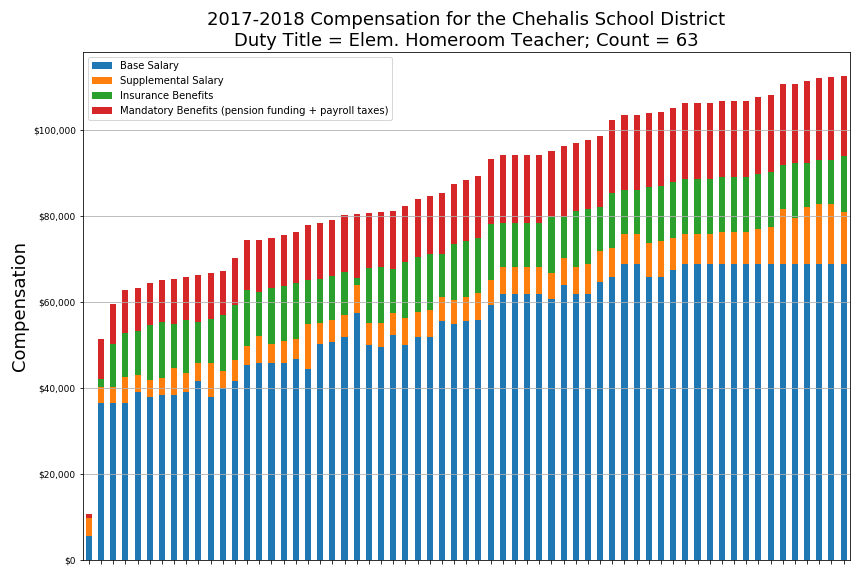 2017-2018 Compensation for the Chehalis School District
Duty Title = Elem. Homeroom Teacher; Count = 63
Base Salary
Supplemental Salary
Insurance Benefits
Mandatory Benefits (pension funding + payroll taxes)
$100,000
$80,000
$60,000
$40,000
$20,000
$0
Compensation